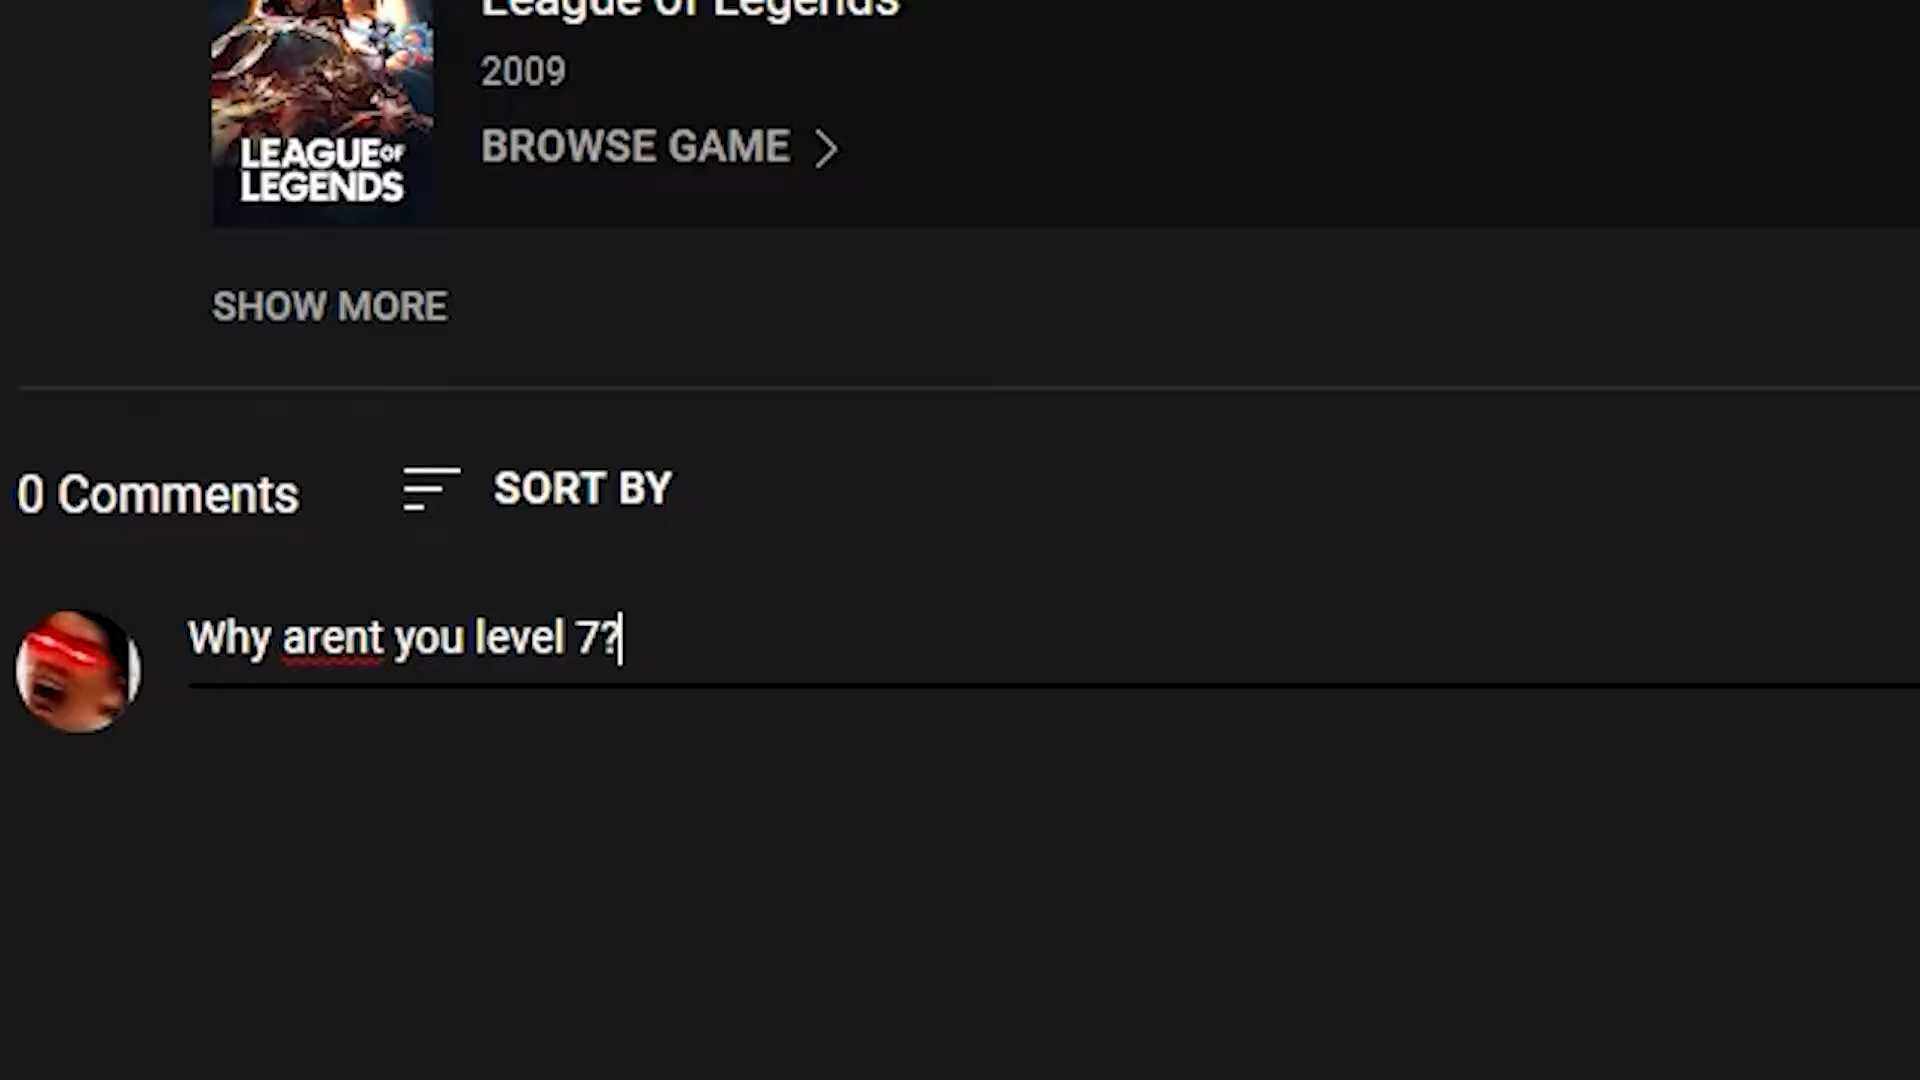 League of Legends
2009
BROWSE GAME
LEAGUE OF
LEGENDS
SHOW MORE
0 Comments
SORT BY
Why arent you level 7?